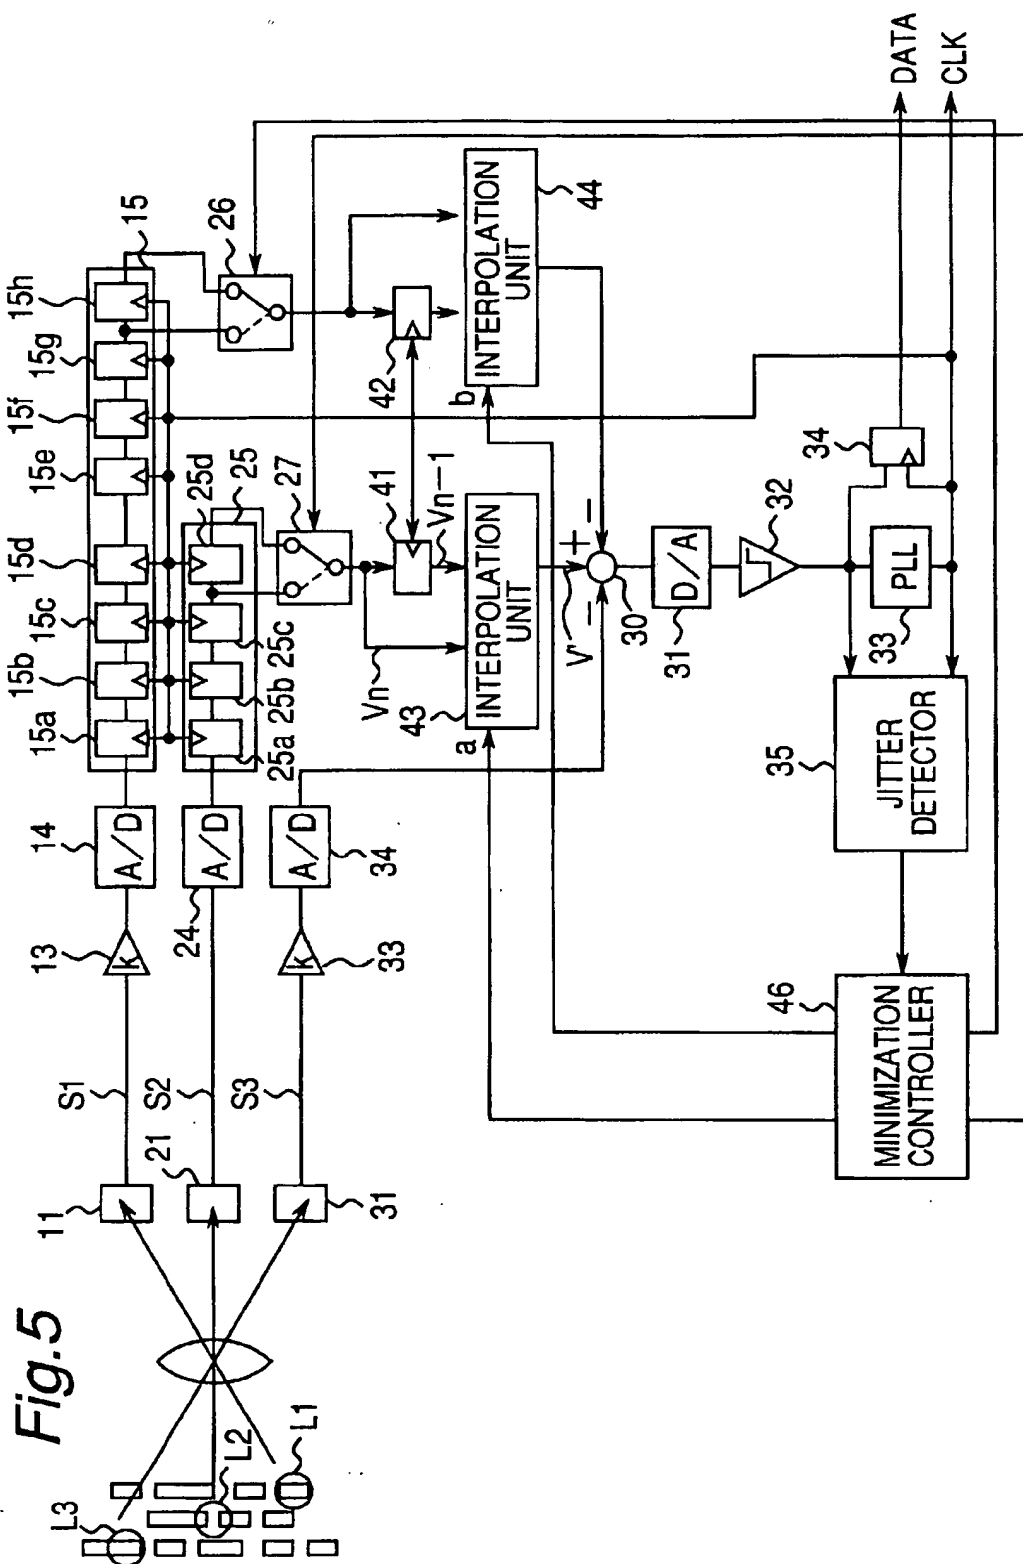 Fig.5
L3
L2
L1
11
21
31
S1
S2
S3
13
k
33
k
14
A/D
24
A/D
34
A/D
15a
15b
15c
15d
15e
15f
15g
15h
15
25a
25b
25c
25d
25
26
27
Vn
41
Vn-1
42
43
a
INTERPOLATION
UNIT
b
INTERPOLATION
UNIT
44
V'
+
-
-
30
31
D/A
32
33
PLL
34
DATA
CLK
35
JITTER
DETECTOR
46
MINIMIZATION
CONTROLLER